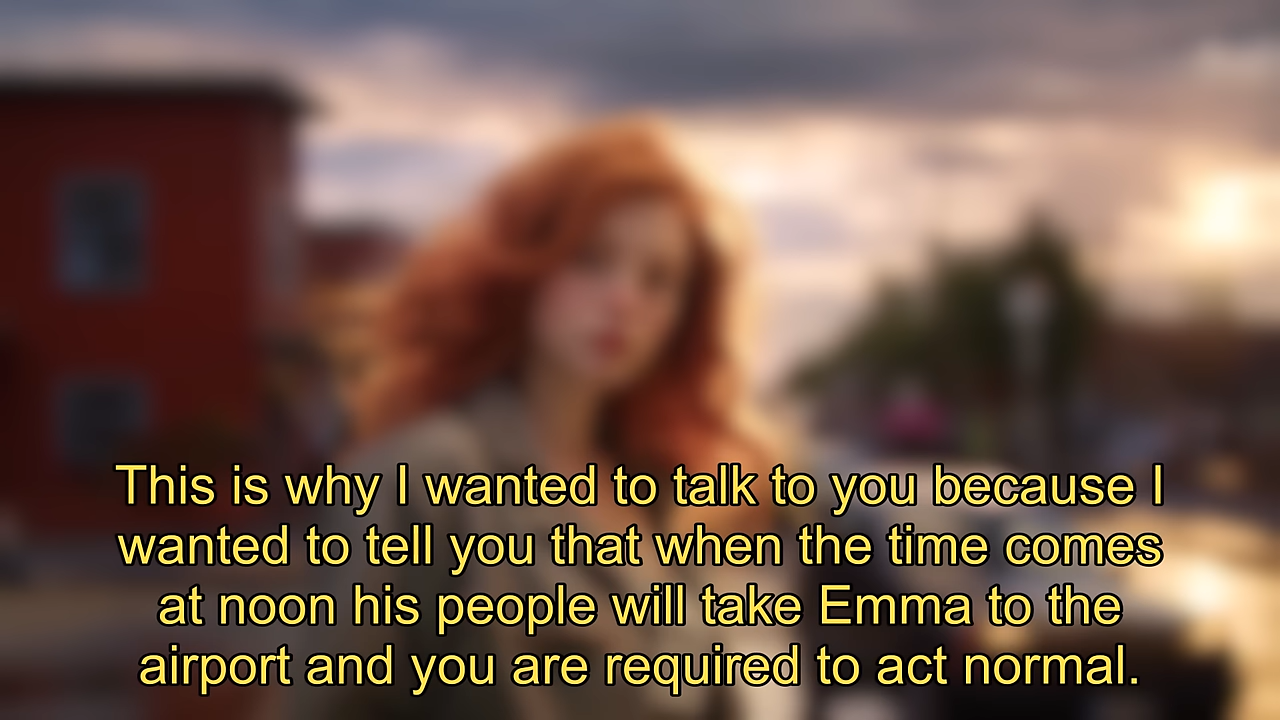 This is why I wanted to talk to you because I
wanted to tell you that when the time comes
at noon his people will take Emma to the
airport and you are required to act normal.